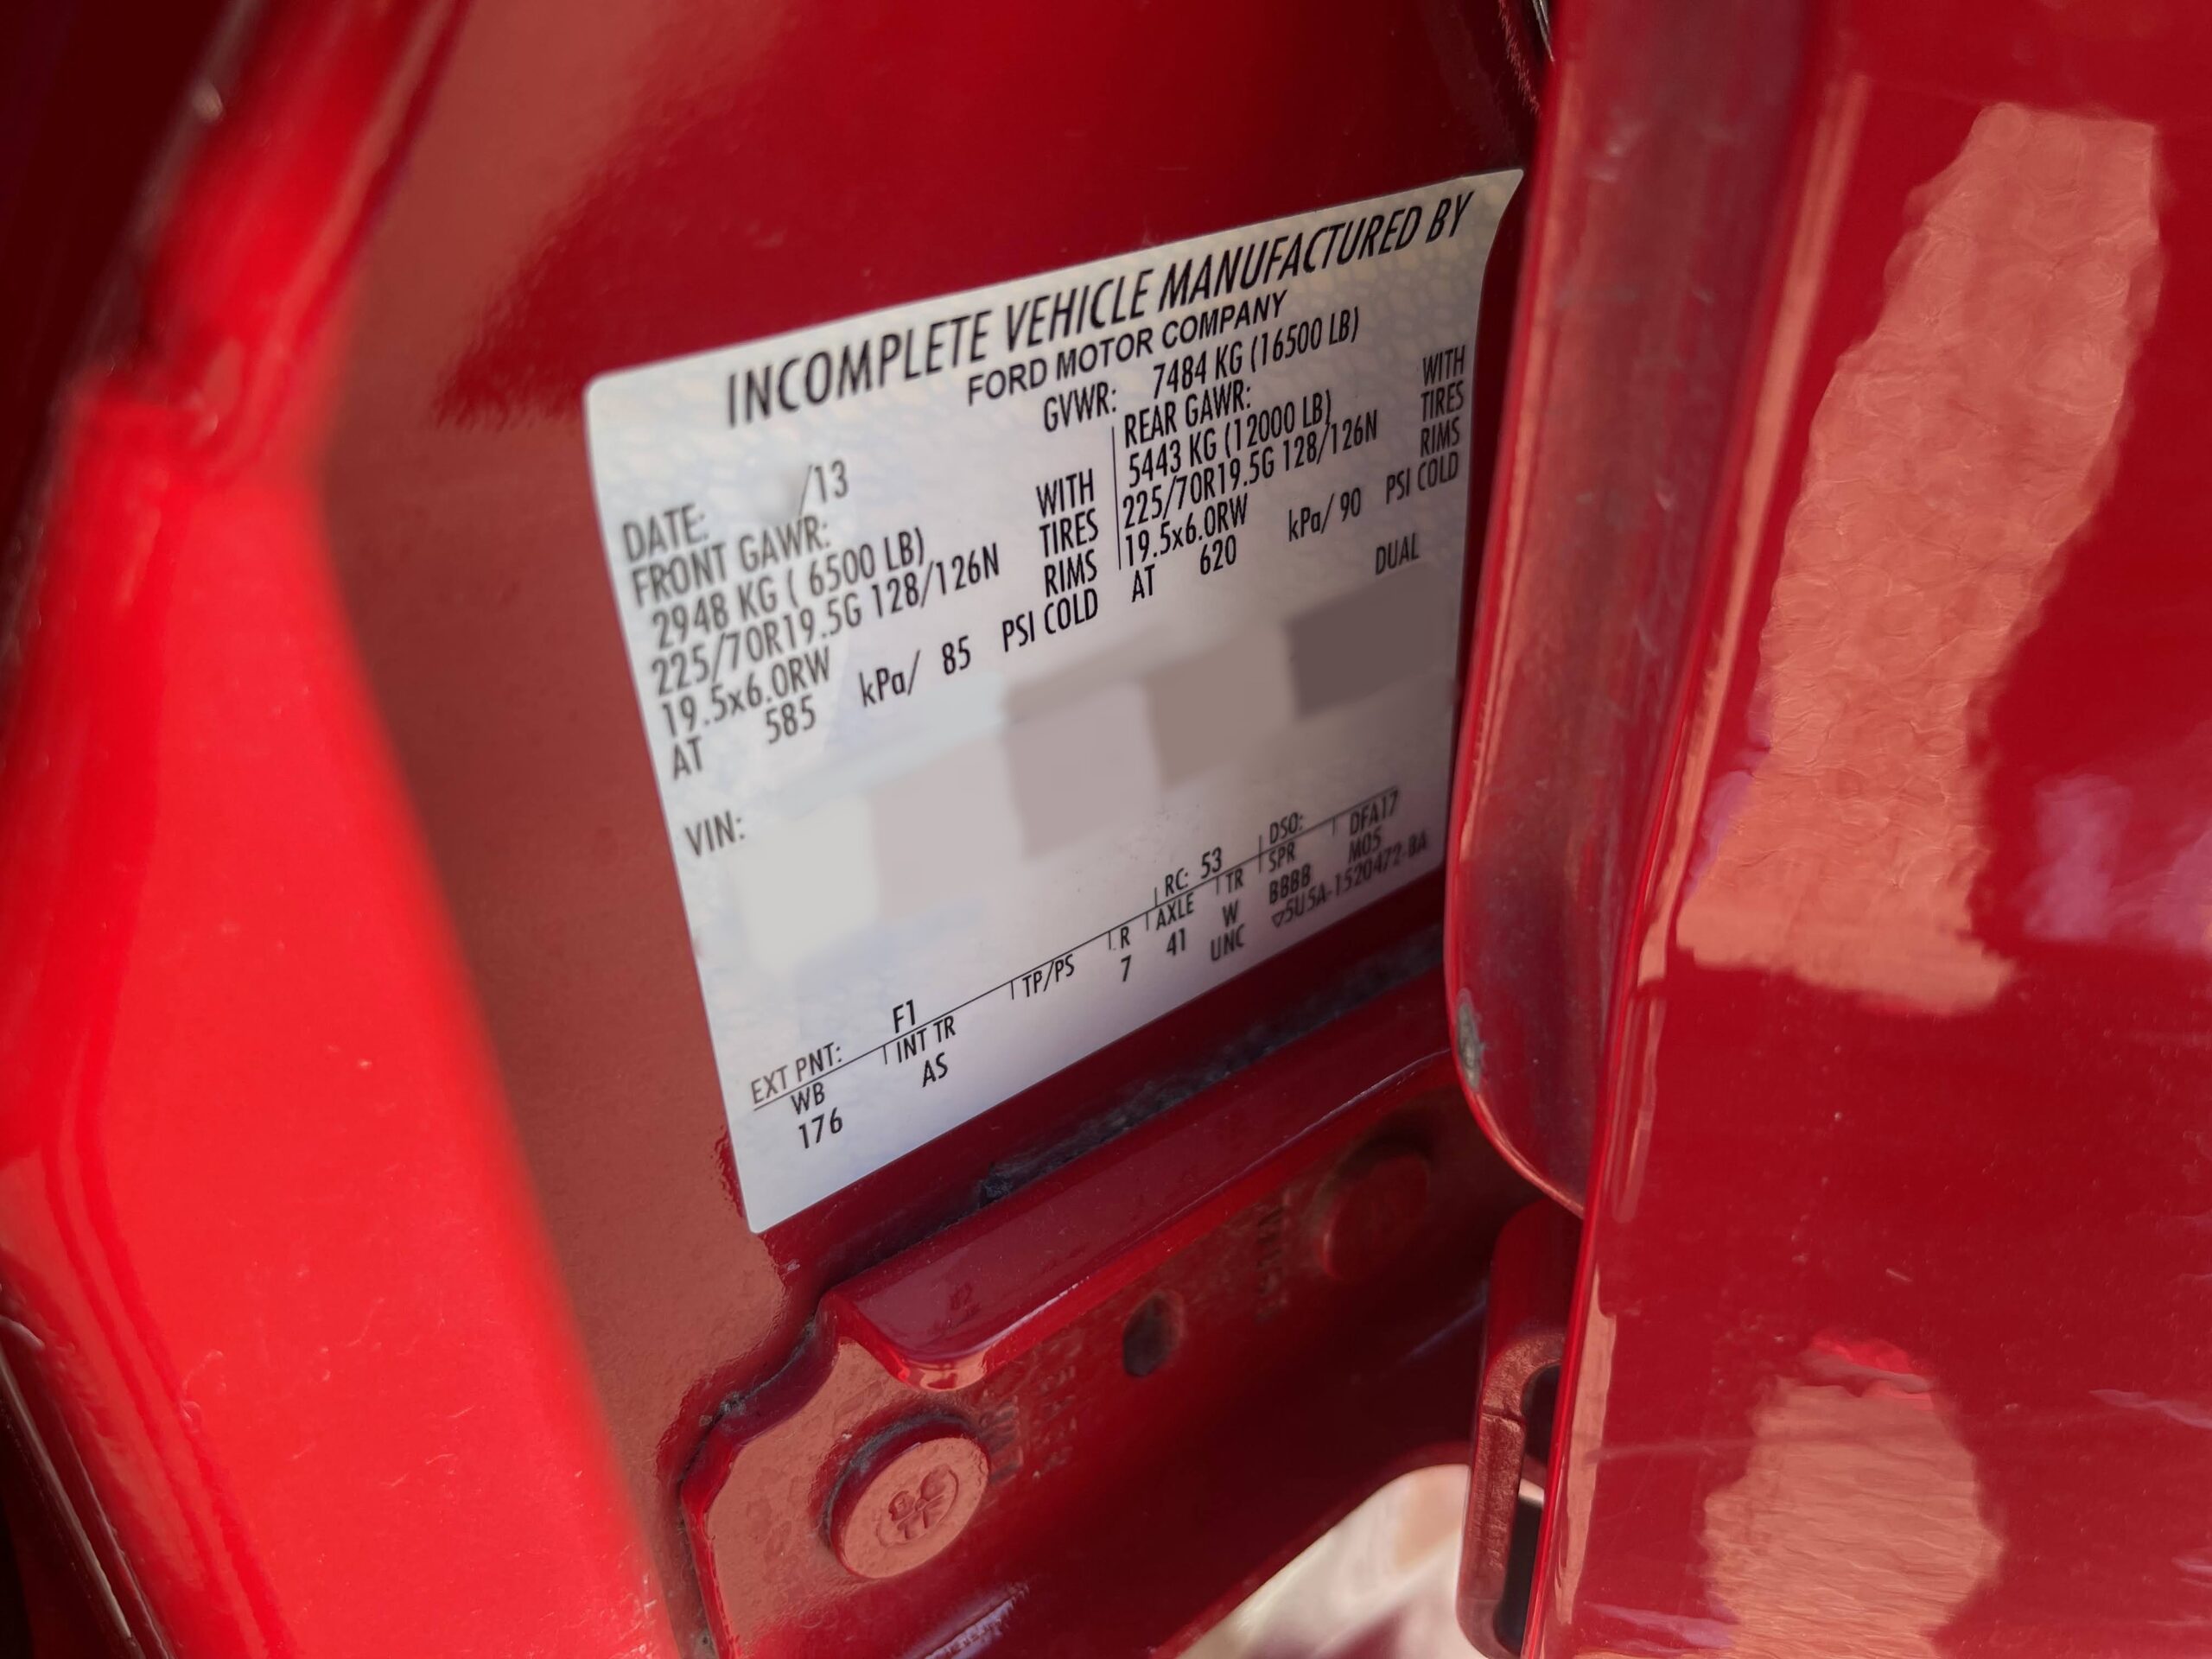 INCOMPLETE VEHICLE MANUFACTURED BY
FORD MOTOR COMPANY
DATE: /13 GVWR: 7484 KG (16500 LB)
FRONT GAWR: REAR GAWR:
2948 KG ( 6500 LB) WITH 5443 KG (12000 LB) WITH
225/70R19.5G 128/126N TIRES 225/70R19.5G 128/126N TIRES
19.5x6.0RW RIMS 19.5x6.0RW RIMS
AT 585 kPa/ 85 PSI COLD AT 620 kPa/ 90 PSI COLD
DUAL
VIN:
EXT PNT: F1 RC: 53 DSO:
WB INT TR TP/PS R AXLE TR SPR DFA17
176 AS 7 41 W BBBB M05
UNC ▽5U5A-1520472-BA